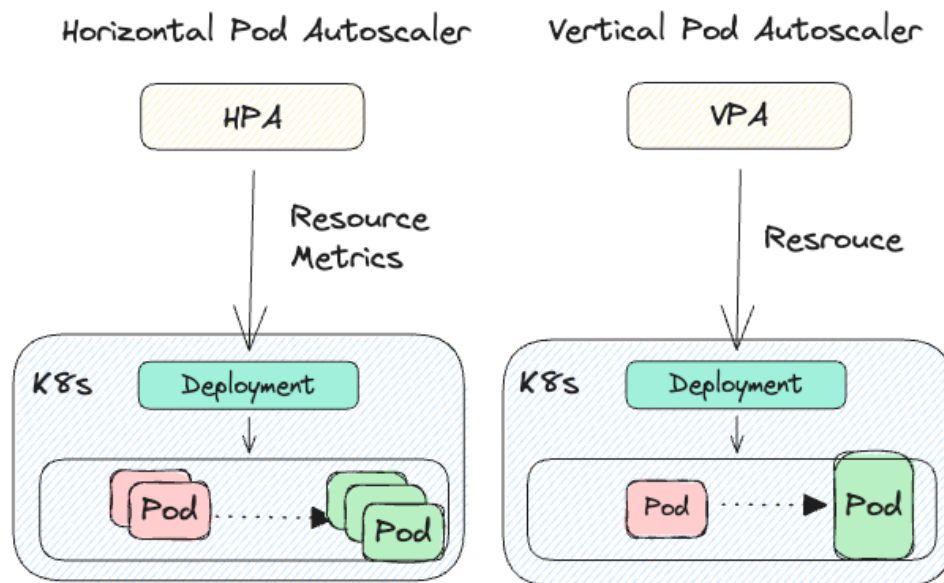 Horizontal Pod Autoscaler
HPA
Resource
Metrics
K8s
Deployment
Pod
Pod
Vertical Pod Autoscaler
VPA
Resrouce
K8s
Deployment
Pod
Pod